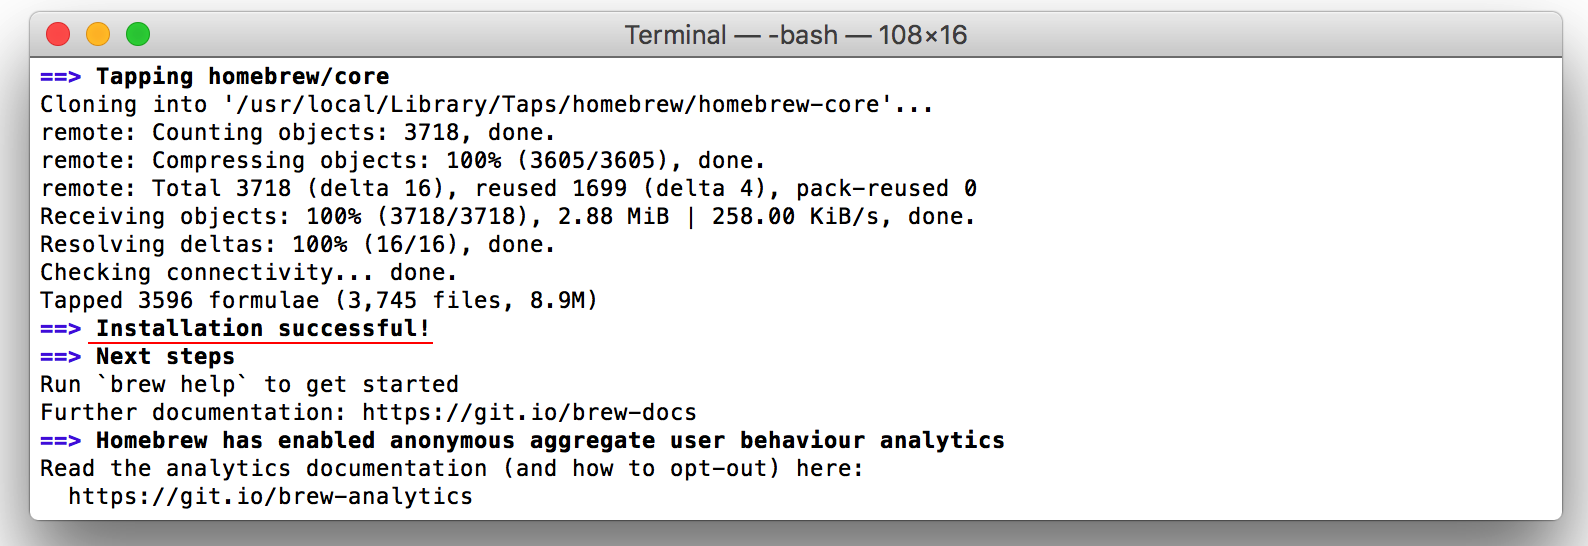 Terminal — -bash — 108×16
==> Tapping homebrew/core
Cloning into '/usr/local/Library/Taps/homebrew/homebrew-core'...
remote: Counting objects: 3718, done.
remote: Compressing objects: 100% (3605/3605), done.
remote: Total 3718 (delta 16), reused 1699 (delta 4), pack-reused 0
Receiving objects: 100% (3718/3718), 2.88 MiB | 258.00 KiB/s, done.
Resolving deltas: 100% (16/16), done.
Checking connectivity... done.
Tapped 3596 formulae (3,745 files, 8.9M)
==> Installation successful!
==> Next steps
Run `brew help` to get started
Further documentation: https://git.io/brew-docs
==> Homebrew has enabled anonymous aggregate user behaviour analytics
Read the analytics documentation (and how to opt-out) here:
  https://git.io/brew-analytics